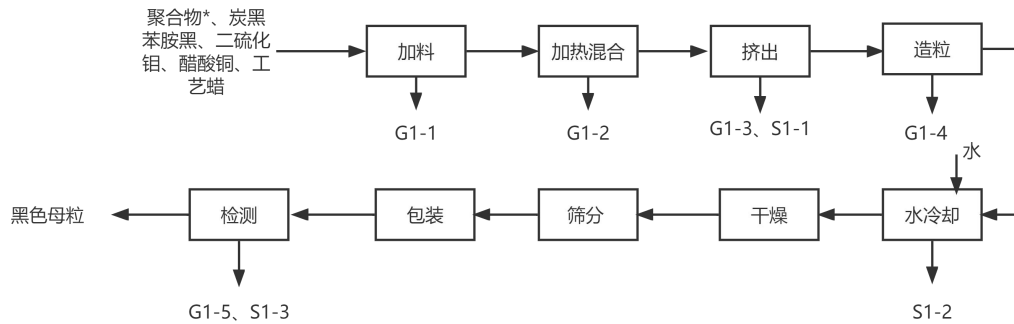 聚合物*、炭黑
苯胺黑、二硫化
钼、醋酸铜、工
艺蜡
加料
加热混合
挤出
造粒
G1-1
G1-2
G1-3、S1-1
G1-4
水
黑色母粒
检测
包装
筛分
干燥
水冷却
G1-5、S1-3
S1-2